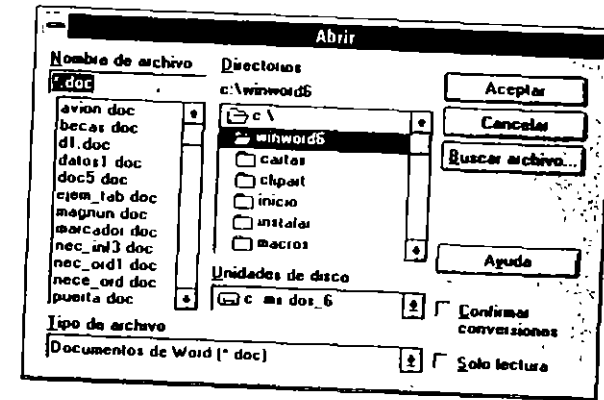 Abrir
Nombre de archivo
*.doc
avion doc
becas doc
d1.doc
datos1 doc
doc5 doc
ejem_tab doc
magnun doc
marcador doc
nec_inl3 doc
nec_ord1 doc
nece_ord doc
puerta doc
Tipo de archivo
Documentos de Word (* doc)
Directorios
c:\winword6
c \
winword6
cartas
clipart
inicio
instalar
macros
Unidades de disco
c ms dos_6
Aceptar
Cancelar
Buscar archivo...
Ayuda
Confirmar
conversiones
Solo lectura